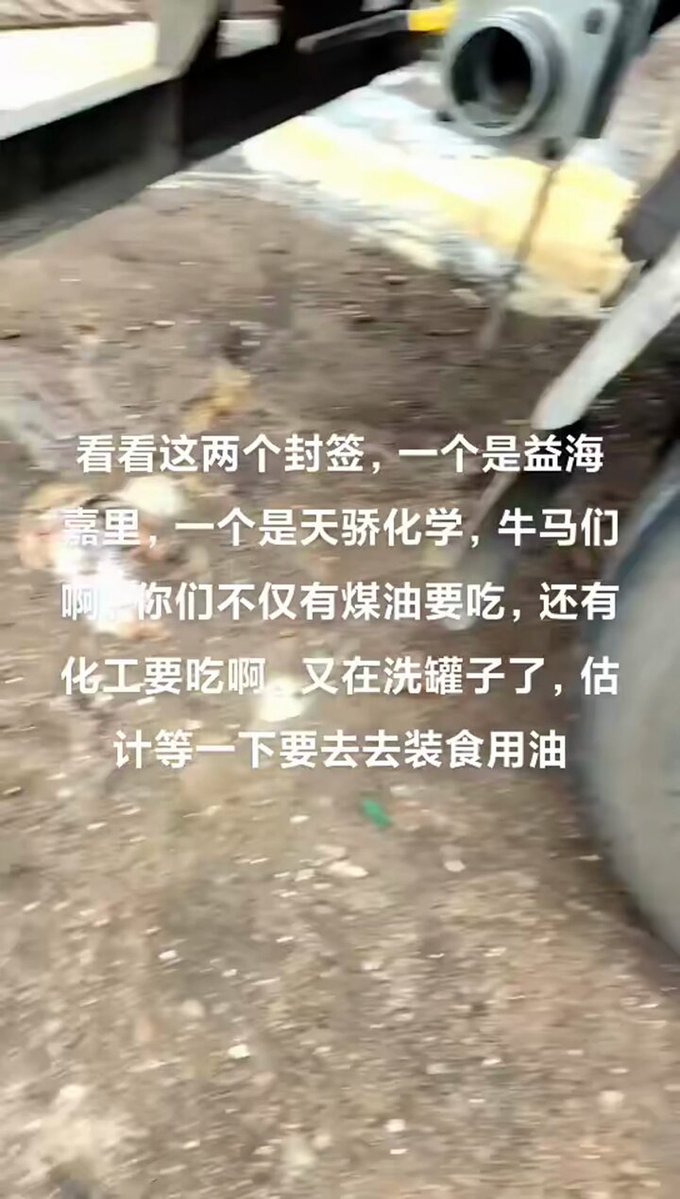 看看这两个封签，一个是益海
嘉里，一个是天骄化学，牛马们
啊，你们不仅有煤油要吃，还有
化工要吃啊，又在洗罐子了，估
计等一下要去去装食用油